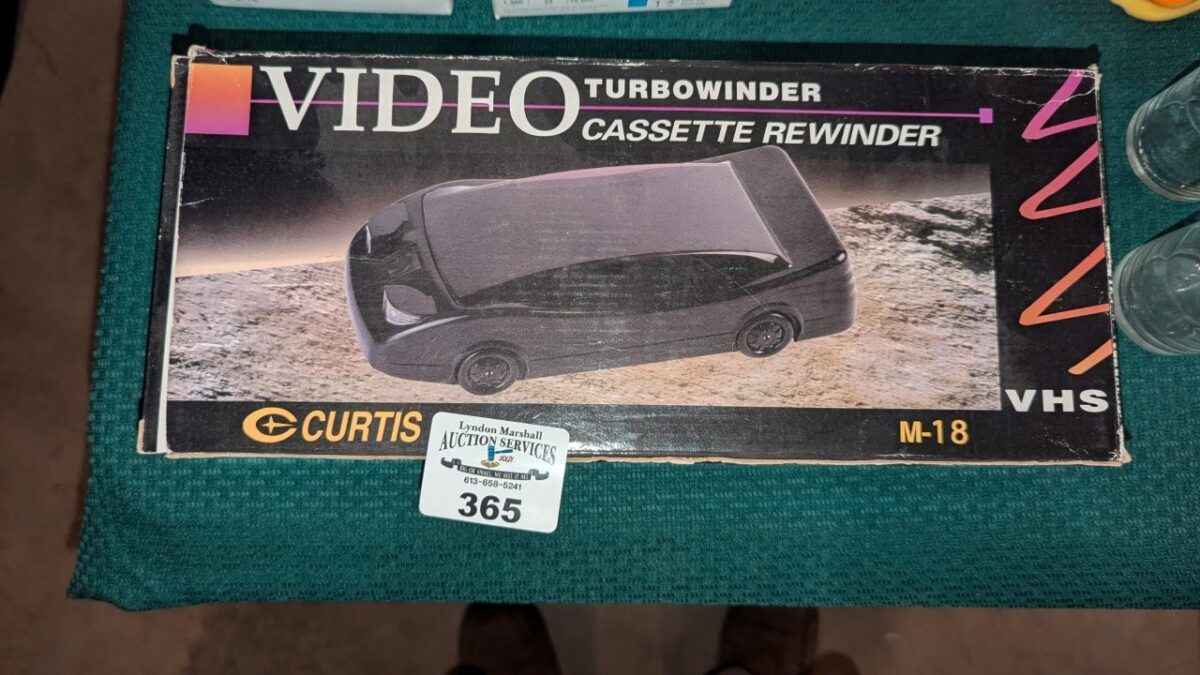 VIDEO TURBOWINDER
CASSETTE REWINDER
VHS
CURTIS
M-18
Lyndon Marshall
AUCTION SERVICES
613-658-5241
365